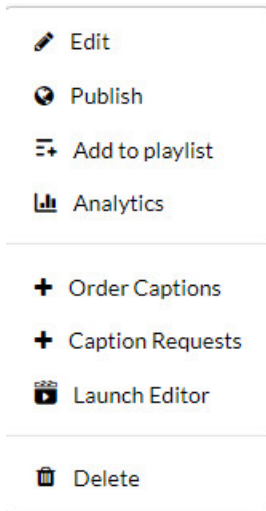 Edit
Publish
Add to playlist
Analytics
Order Captions
Caption Requests
Launch Editor
Delete